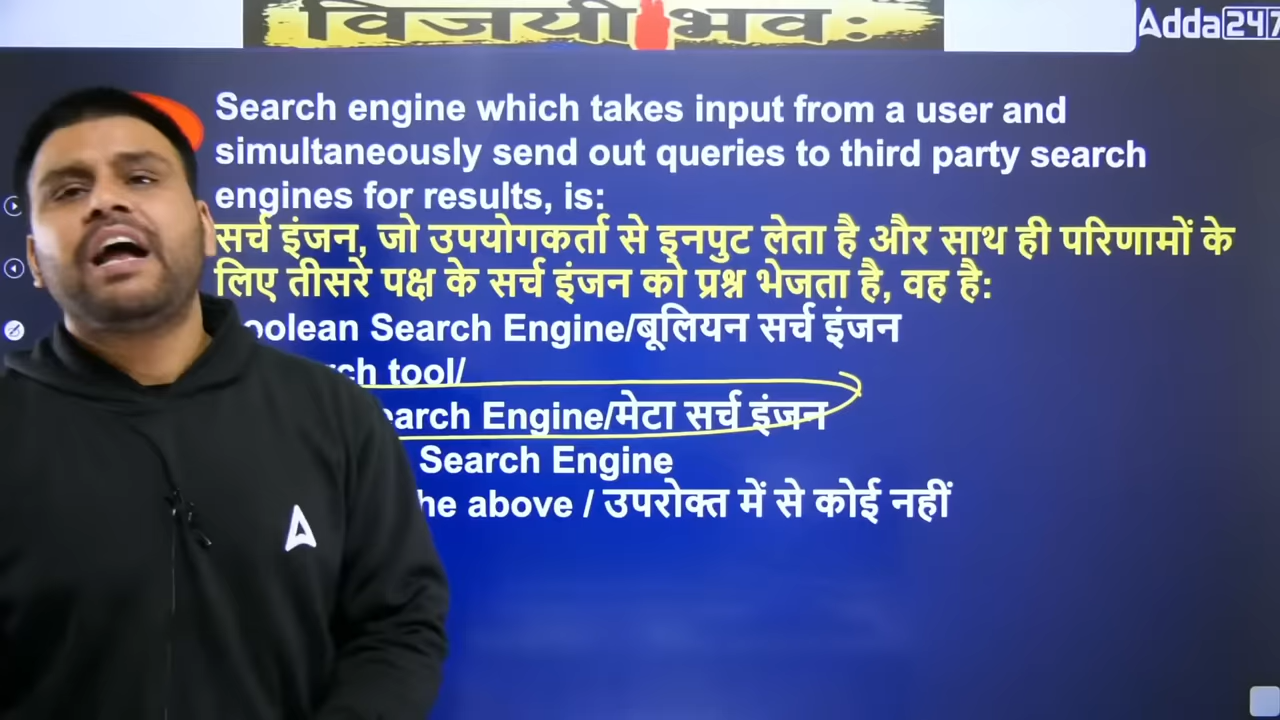 विजयी भवः
Adda247
Search engine which takes input from a user and
simultaneously send out queries to third party search
engines for results, is:
सर्च इंजन, जो उपयोगकर्ता से इनपुट लेता है और साथ ही परिणामों के
लिए तीसरे पक्ष के सर्च इंजन को प्रश्न भेजता है, वह है:
oolean Search Engine/बूलियन सर्च इंजन
rch tool/
earch Engine/मेटा सर्च इंजन
Search Engine
he above / उपरोक्त में से कोई नहीं